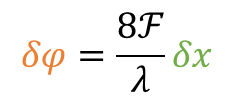 δφ = 8ℱ/λ δx